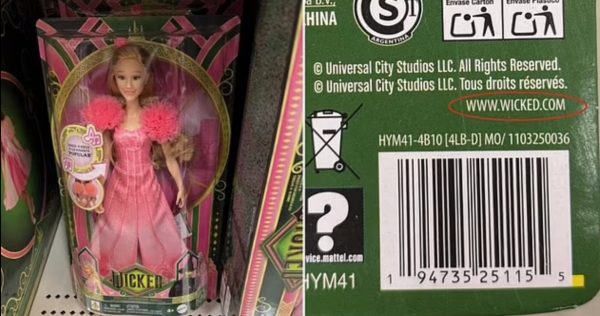 POPULAR
WICKED
CHINA
S
ARGENTINA
Envase Cartón
Envase Plástico
© Universal City Studios LLC. All Rights Reserved.
© Universal City Studios LLC. Tous droits réservés.
WWW.WICKED.COM
HYM41-4B10 [4LB-D] MO/ 1103250036
?
vice.mattel.com
HYM41
1 94735 25115 5